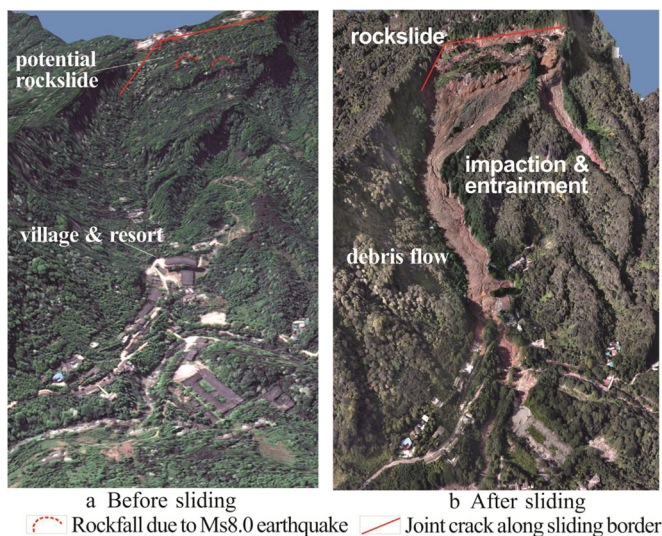 potential
rockslide
village & resort
rockslide
impaction &
entrainment
debris flow
a Before sliding
b After sliding
Rockfall due to Ms8.0 earthquake
Joint crack along sliding border